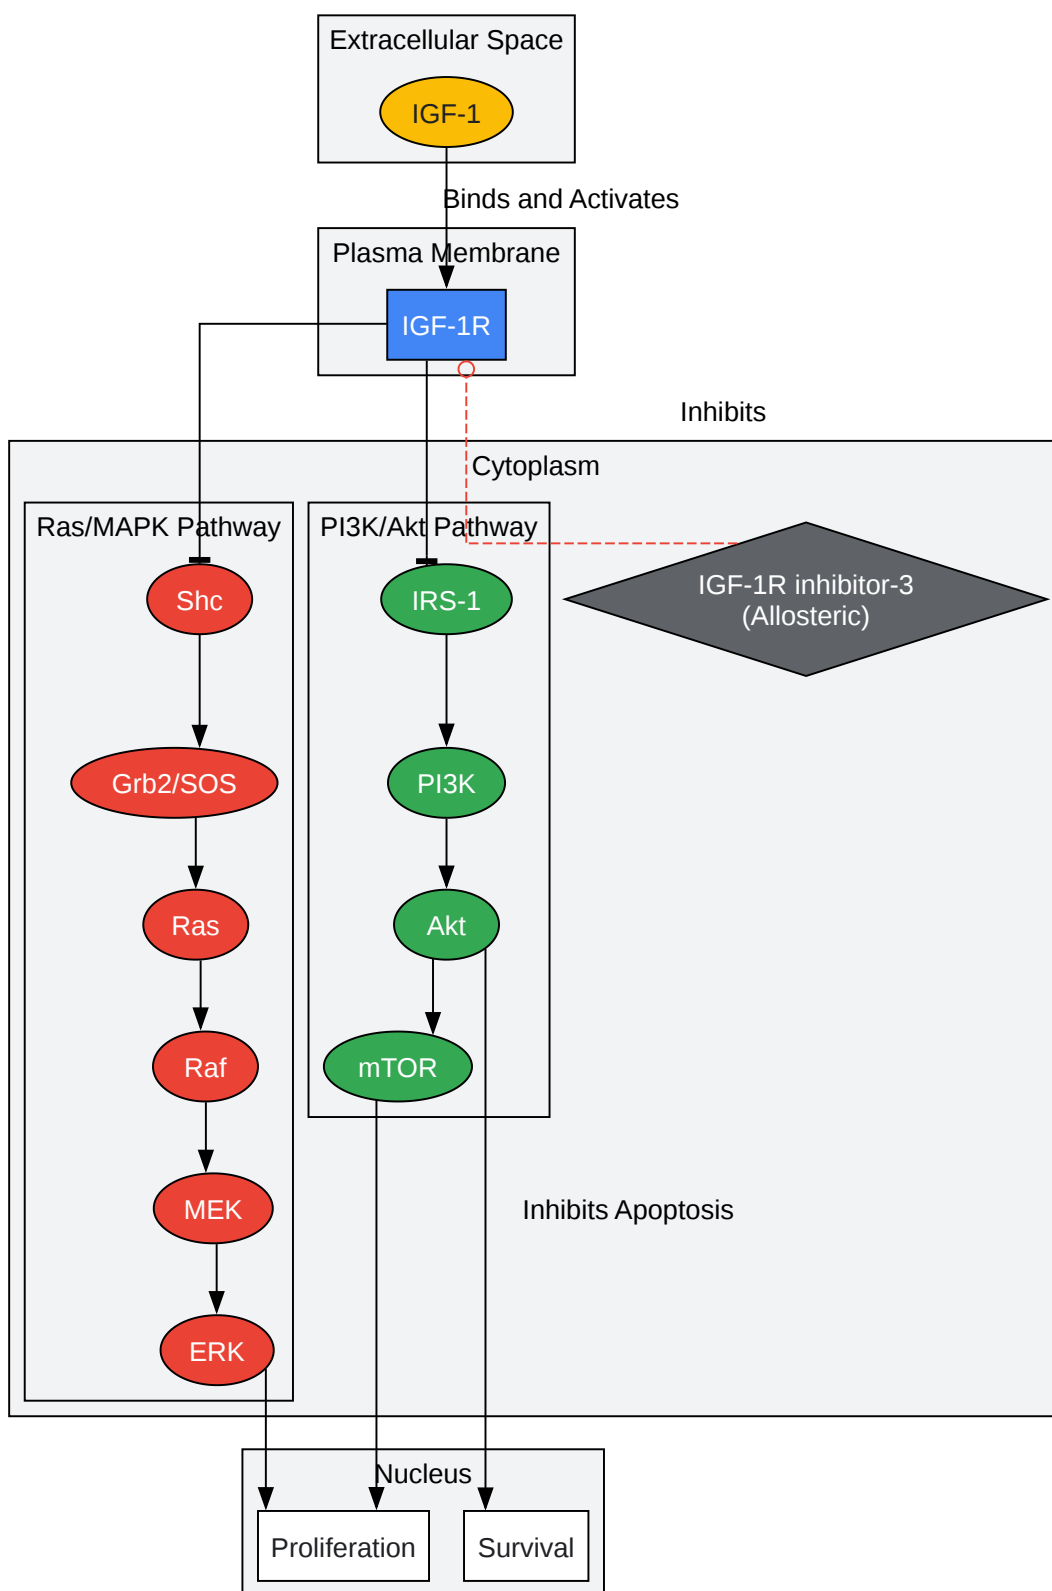 Extracellular Space
IGF-1
Binds and Activates
Plasma Membrane
IGF-1R
Inhibits
Cytoplasm
Ras/MAPK Pathway
PI3K/Akt Pathway
Shc
IRS-1
IGF-1R inhibitor-3
(Allosteric)
Grb2/SOS
PI3K
Ras
Akt
Raf
mTOR
MEK
Inhibits Apoptosis
ERK
Nucleus
Proliferation
Survival